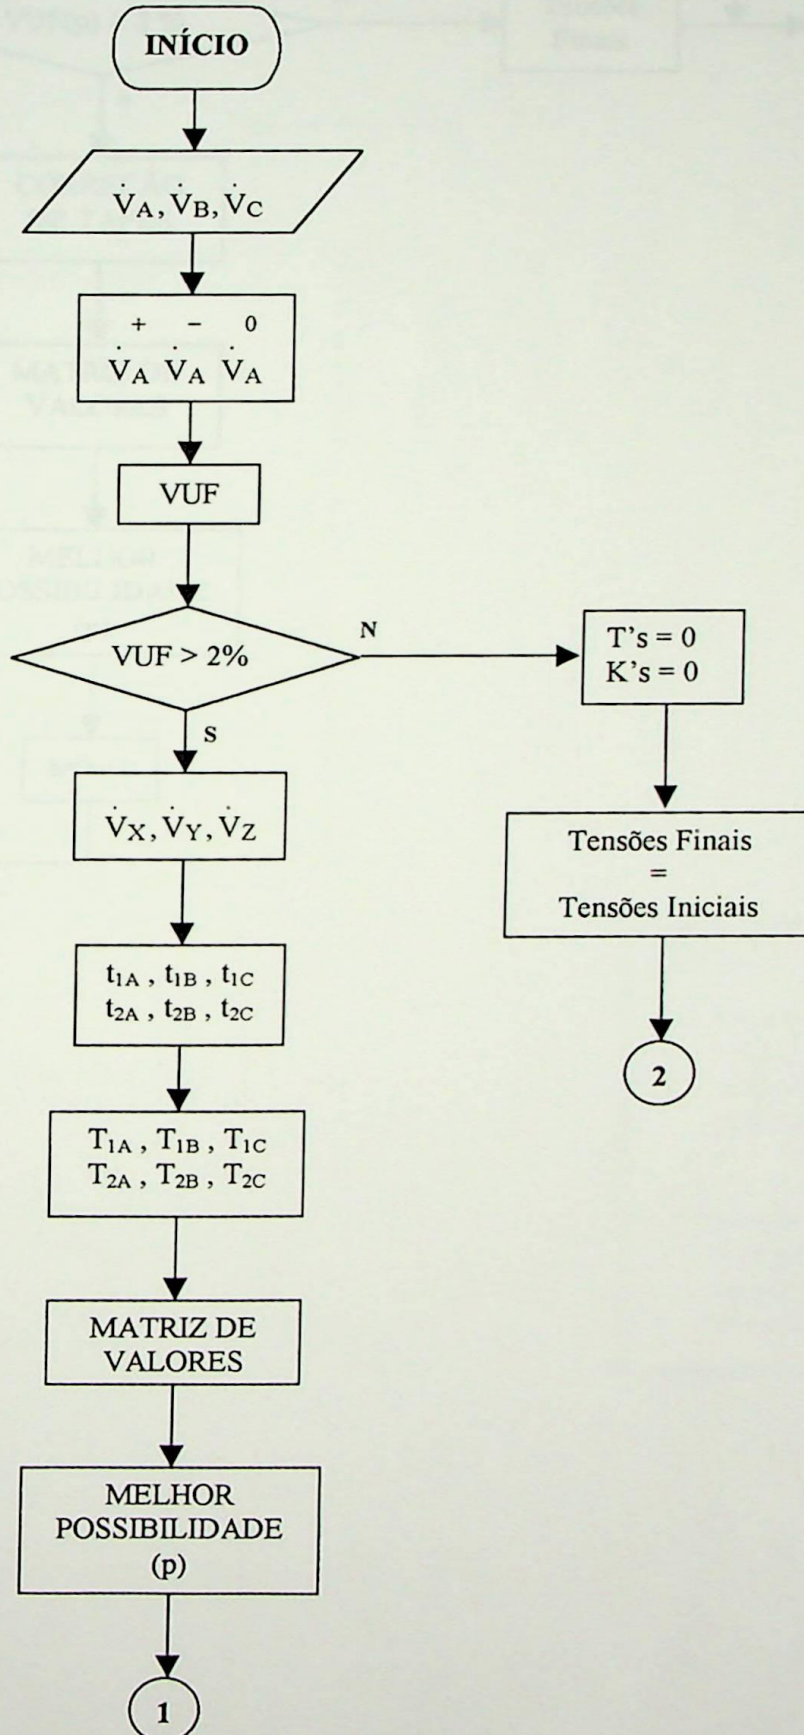 INÍCIO
V̇A, V̇B, V̇C
+ − 0
V̇A V̇A V̇A
VUF
VUF > 2%
N
T's = 0
K's = 0
S
V̇X, V̇Y, V̇Z
Tensões Finais
=
Tensões Iniciais
t1A , t1B , t1C
t2A , t2B , t2C
2
T1A , T1B , T1C
T2A , T2B , T2C
MATRIZ DE
VALORES
MELHOR
POSSIBILIDADE
(p)
1